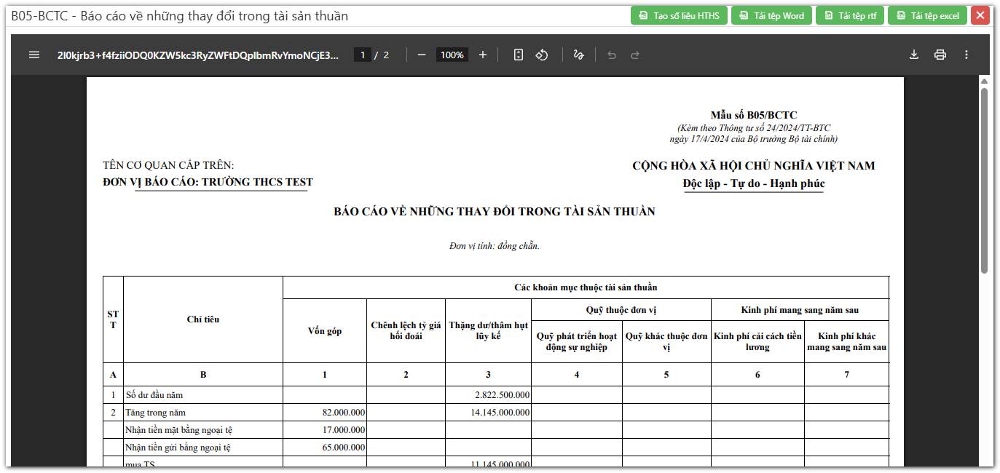 B05-BCTC - Báo cáo về những thay đổi trong tài sản thuần
Tạo số liệu HTHS
Tải tệp Word
Tải tệp rtf
Tải tệp excel
2l0kjrb3+f4fziiODQ0KZW5kc3RyZWFtDQplbmRvYmoNCjE3...
1 / 2
100%
Mẫu số B05/BCTC
(Kèm theo Thông tư số 24/2024/TT-BTC
ngày 17/4/2024 của Bộ trưởng Bộ tài chính)
TÊN CƠ QUAN CẤP TRÊN:
CỘNG HÒA XÃ HỘI CHỦ NGHĨA VIỆT NAM
ĐƠN VỊ BÁO CÁO: TRƯỜNG THCS TEST
Độc lập - Tự do - Hạnh phúc
BÁO CÁO VỀ NHỮNG THAY ĐỔI TRONG TÀI SẢN THUẦN
Đơn vị tính: đồng chẵn.
ST
T
Chỉ tiêu
Các khoản mục thuộc tài sản thuần
Vốn góp
Chênh lệch tỷ giá
hối đoái
Thặng dư/thâm hụt
lũy kế
Quỹ thuộc đơn vị
Kinh phí mang sang năm sau
Quỹ phát triển hoạt
động sự nghiệp
Quỹ khác thuộc đơn
vị
Kinh phí cải cách tiền
lương
Kinh phí khác
mang sang năm sau
A B 1 2 3 4 5 6 7
1 Số dư đầu năm 2.822.500.000
2 Tăng trong năm 82.000.000 14.145.000.000
Nhận tiền mặt bằng ngoại tệ 17.000.000
Nhận tiền gửi bằng ngoại tệ 65.000.000
mua TS 11.145.000.000